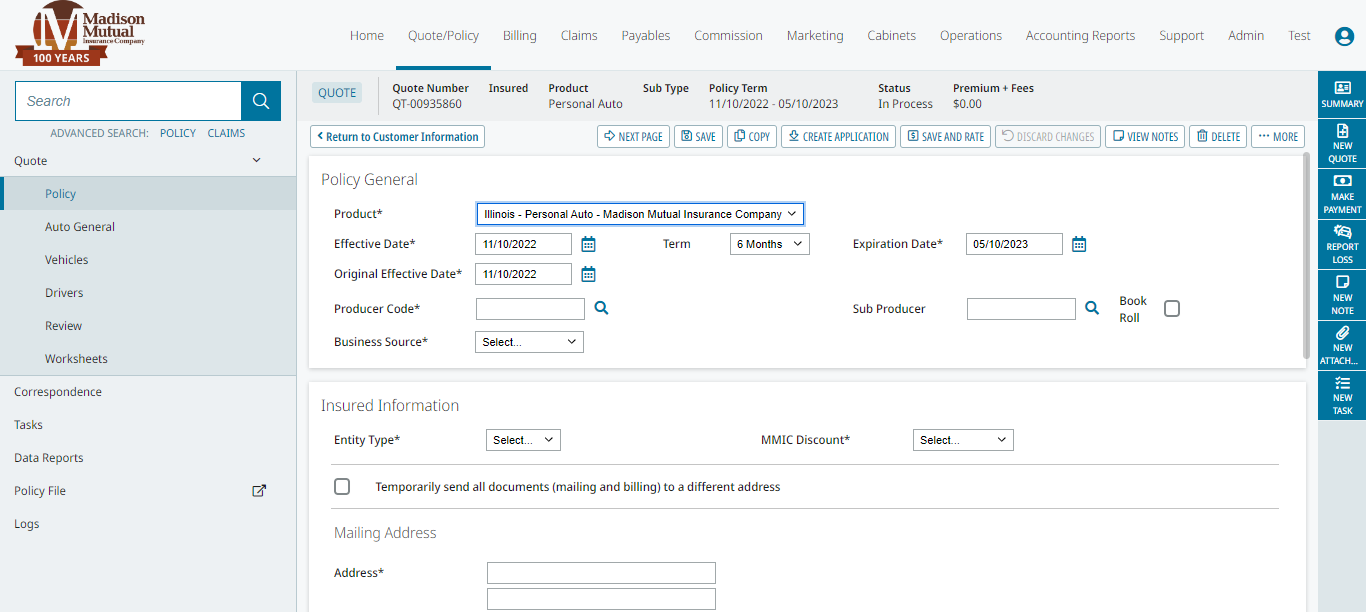 Madison
Mutual
Insurance Company
100 YEARS
Home Quote/Policy Billing Claims Payables Commission Marketing Cabinets Operations Accounting Reports Support Admin Test
Search
ADVANCED SEARCH: POLICY CLAIMS
Quote
Policy
Auto General
Vehicles
Drivers
Review
Worksheets
Correspondence
Tasks
Data Reports
Policy File
Logs
QUOTE
Quote Number Insured Product Sub Type Policy Term Status Premium + Fees
QT-00935860 Personal Auto 11/10/2022 - 05/10/2023 In Process $0.00
Return to Customer Information NEXT PAGE SAVE COPY CREATE APPLICATION SAVE AND RATE DISCARD CHANGES VIEW NOTES DELETE ··· MORE
Policy General
Product* Illinois - Personal Auto - Madison Mutual Insurance Company
Effective Date* 11/10/2022 Term 6 Months Expiration Date* 05/10/2023
Original Effective Date* 11/10/2022
Producer Code* Sub Producer Book
Roll
Business Source* Select...
Insured Information
Entity Type* Select... MMIC Discount* Select...
Temporarily send all documents (mailing and billing) to a different address
Mailing Address
Address*
SUMMARY
NEW
QUOTE
MAKE
PAYMENT
REPORT
LOSS
NEW
NOTE
NEW
ATTACH...
NEW
TASK